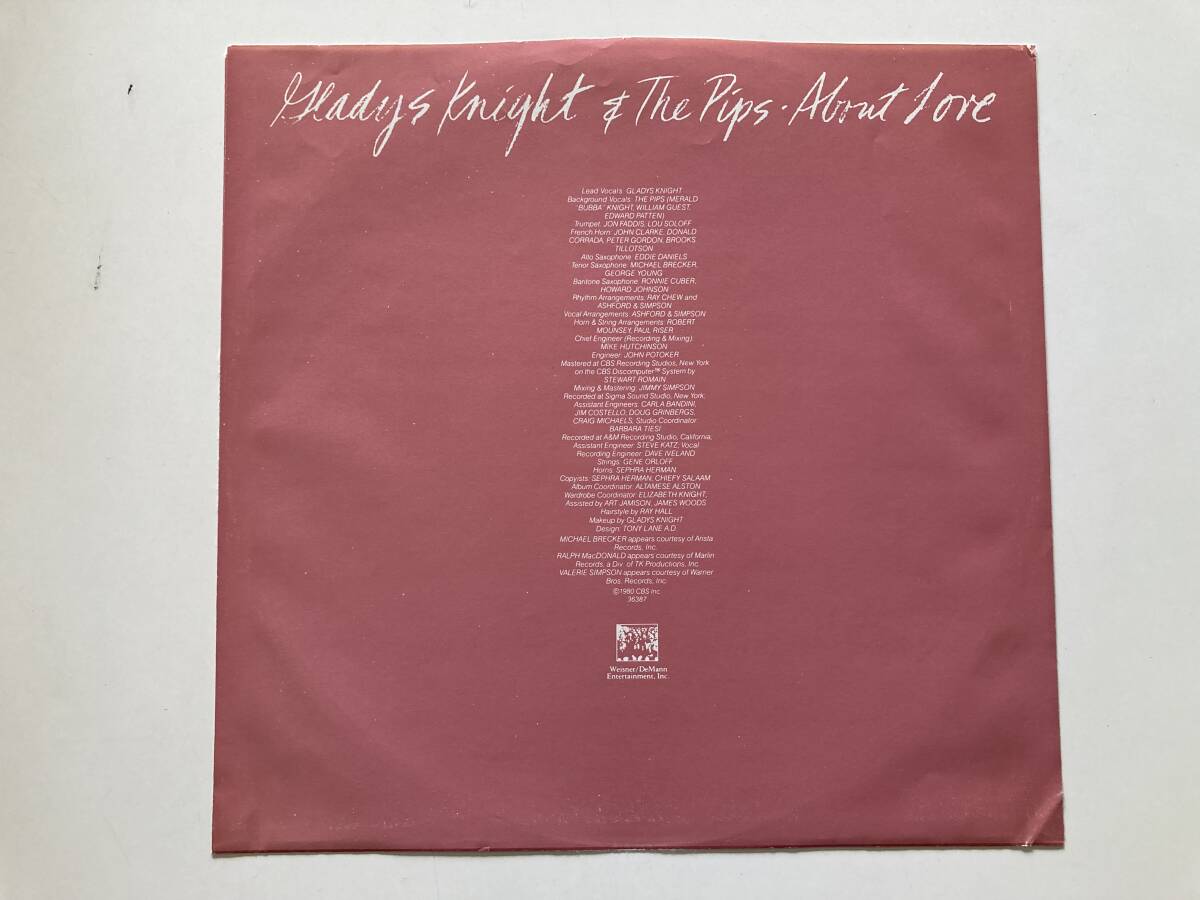 Gladys Knight & The Pips · About Love
Lead Vocals: GLADYS KNIGHT
Background Vocals: THE PIPS (MERALD
"BUBBA" KNIGHT, WILLIAM GUEST,
EDWARD PATTEN)
Trumpet: JON FADDIS, LOU SOLOFF
French Horn: JOHN CLARKE, DONALD
CORRADA, PETER GORDON, BROOKS
TILLOTSON
Alto Saxophone: EDDIE DANIELS
Tenor Saxophone: MICHAEL BRECKER,
GEORGE YOUNG
Baritone Saxophone: RONNIE CUBER,
HOWARD JOHNSON
Rhythm Arrangements: RAY CHEW and
ASHFORD & SIMPSON
Vocal Arrangements: ASHFORD & SIMPSON
Horn & String Arrangements: ROBERT
MOUNSEY, PAUL RISER
Chief Engineer (Recording & Mixing):
MIKE HUTCHINSON
Engineer: JOHN POTOKER
Mastered at CBS Recording Studios, New York
on the CBS Discomputer™ System by
STEWART ROMAIN
Mixing & Mastering: JIMMY SIMPSON
Recorded at Sigma Sound Studio, New York:
Assistant Engineers: CARLA BANDINI,
JIM COSTELLO, DOUG GRINBERGS,
CRAIG MICHAELS, Studio Coordinator:
BARBARA TIESI
Recorded at A&M Recording Studio, California,
Assistant Engineer: STEVE KATZ, Vocal
Recording Engineer: DAVE IVELAND
Strings: GENE ORLOFF
Horns: SEPHRA HERMAN
Copyists: SEPHRA HERMAN, CHIEFY SALAAM
Album Coordinator: ALTAMESE ALSTON
Wardrobe Coordinator: ELIZABETH KNIGHT,
Assisted by ART JAMISON, JAMES WOODS
Hairstyle by RAY HALL
Makeup by GLADYS KNIGHT
Design: TONY LANE A.D.
MICHAEL BRECKER appears courtesy of Arista
Records, Inc.
RALPH MacDONALD appears courtesy of Marlin
Records, a Div. of TK Productions, Inc.
VALERIE SIMPSON appears courtesy of Warner
Bros. Records, Inc.
©1980 CBS Inc.
36387
Weisner/DeMann
Entertainment, Inc.